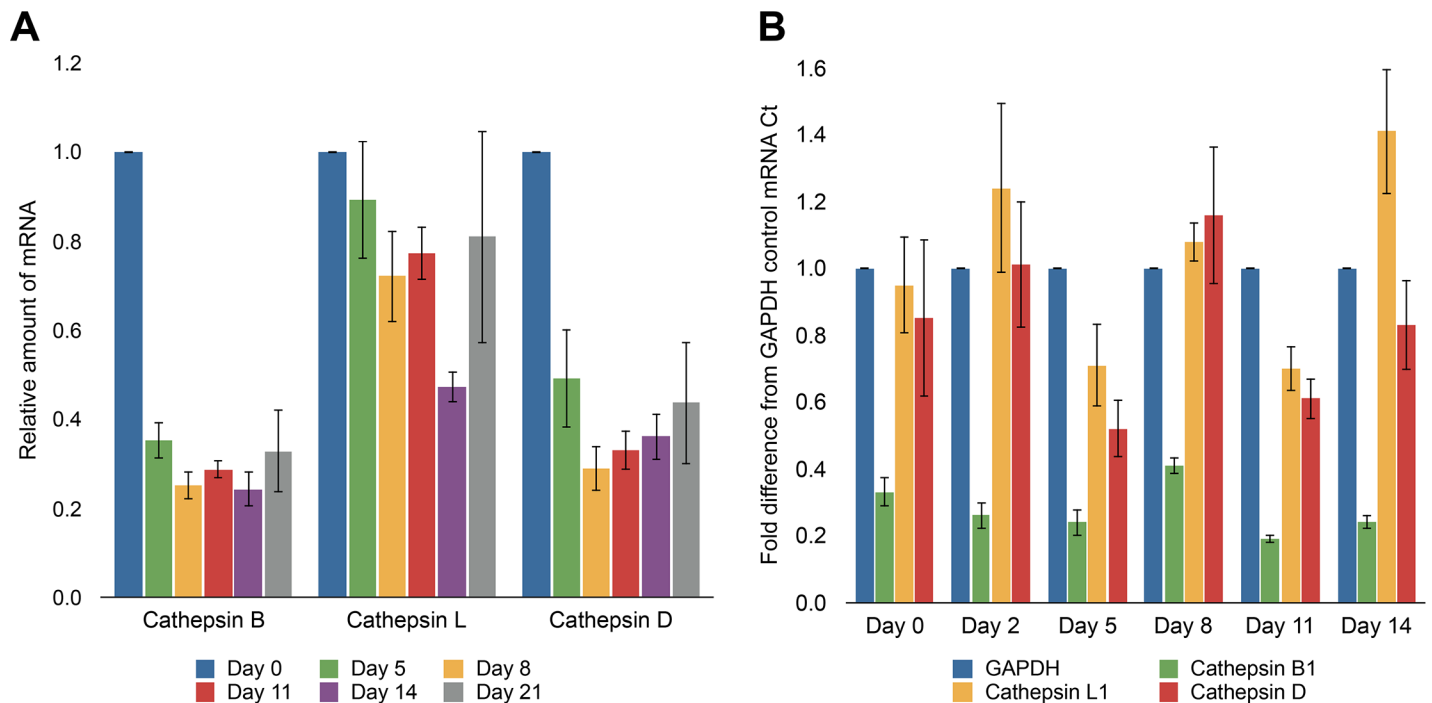 A
Relative amount of mRNA
1.2
1.0
0.8
0.6
0.4
0.2
0.0
Cathepsin B Cathepsin L Cathepsin D
Day 0 Day 5 Day 8
Day 11 Day 14 Day 21
B
Fold difference from GAPDH control mRNA Ct
1.6
1.4
1.2
1.0
0.8
0.6
0.4
0.2
0.0
Day 0 Day 2 Day 5 Day 8 Day 11 Day 14
GAPDH Cathepsin B1
Cathepsin L1 Cathepsin D